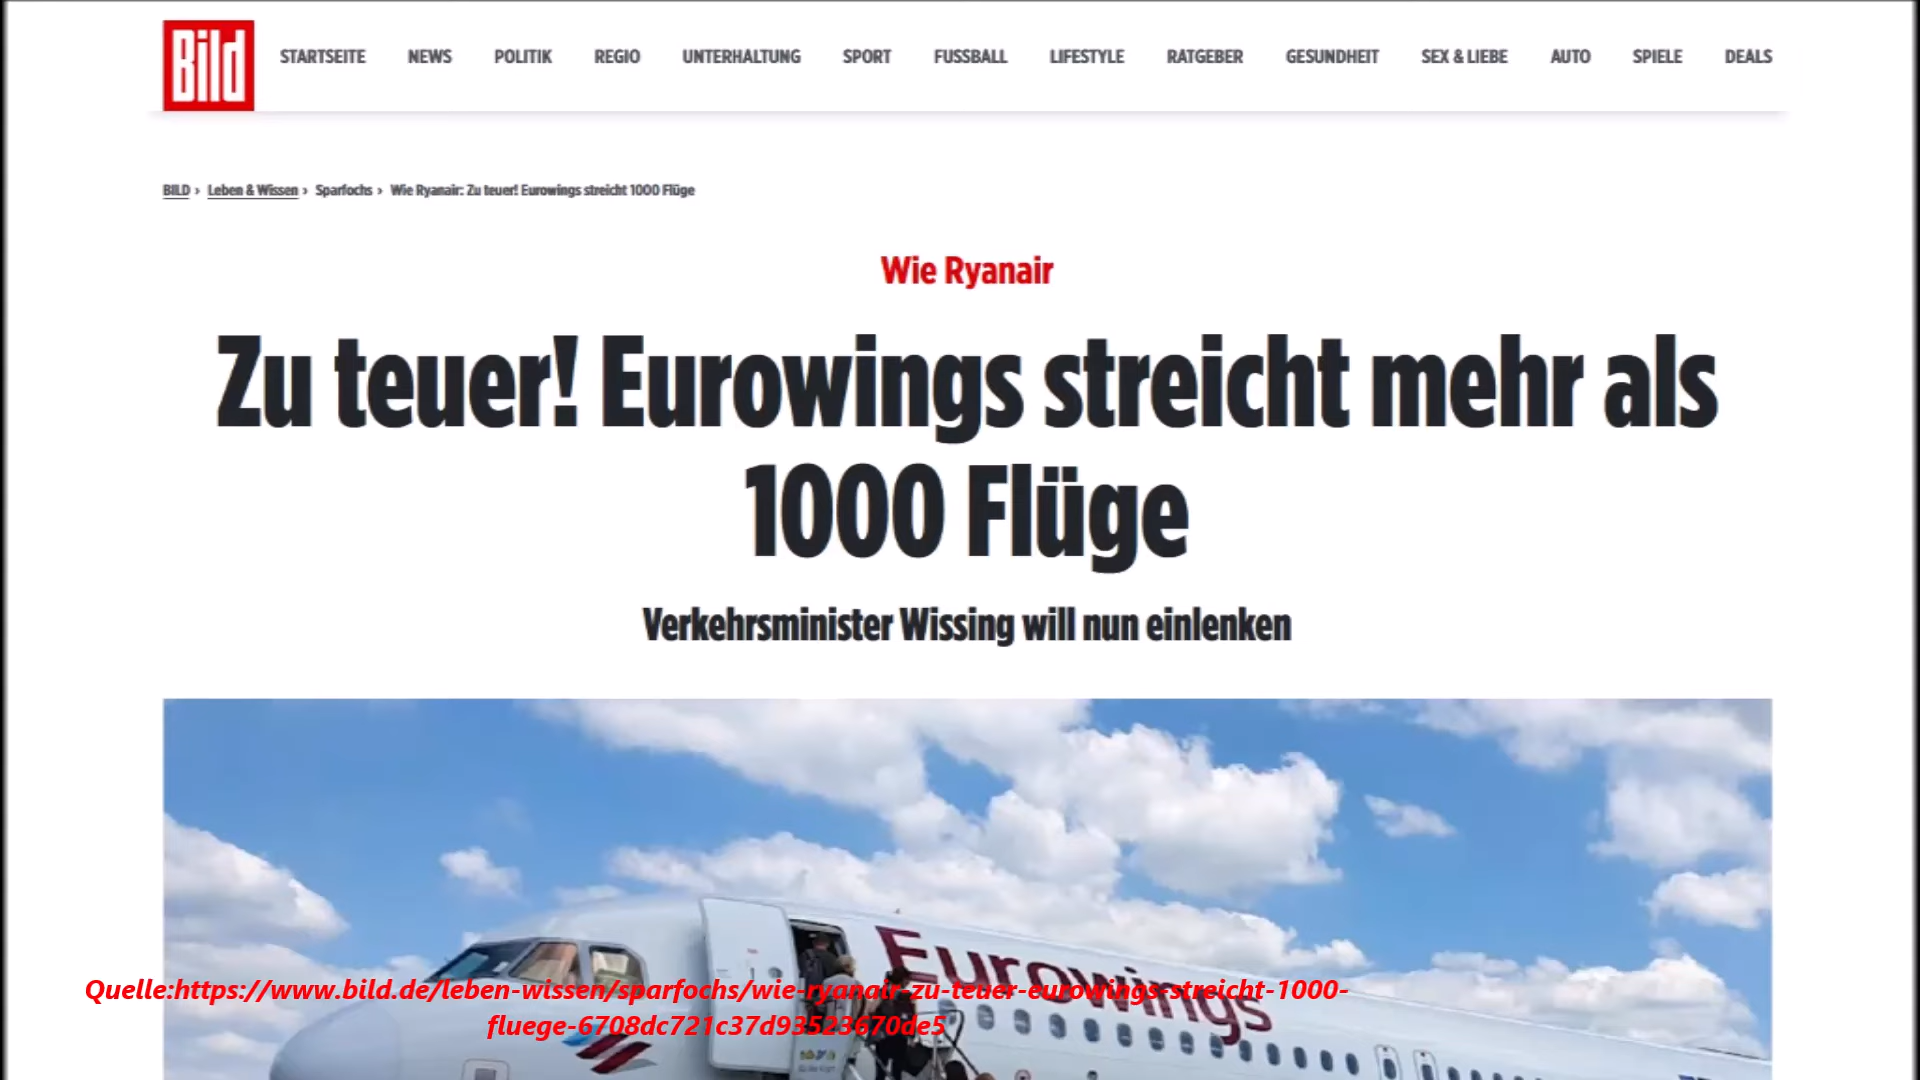 Bild STARTSEITE NEWS POLITIK REGIO UNTERHALTUNG SPORT FUSSBALL LIFESTYLE RATGEBER GESUNDHEIT SEX & LIEBE AUTO SPIELE DEALS
BILD › Leben & Wissen › Sparfochs › Wie Ryanair: Zu teuer! Eurowings streicht 1000 Flüge
Wie Ryanair
Zu teuer! Eurowings streicht mehr als
1000 Flüge
Verkehrsminister Wissing will nun einlenken
Eurowings
Quelle:https://www.bild.de/leben-wissen/sparfochs/wie-ryanair-zu-teuer-eurowings-streicht-1000-
fluege-6708dc721c37d93523670de5